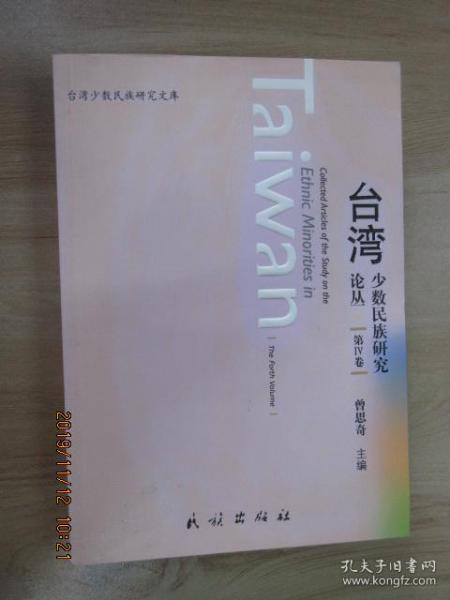 台湾少数民族研究文库
Taiwan
Collected Articles of the Study on the
Ethnic Minorities in
[ The Forth Volume ]
台湾
少数民族研究
论丛
第Ⅳ卷
曾思奇 主编
民族出版社
2019/11/12 10:21
孔夫子旧书网
www.kongfz.com